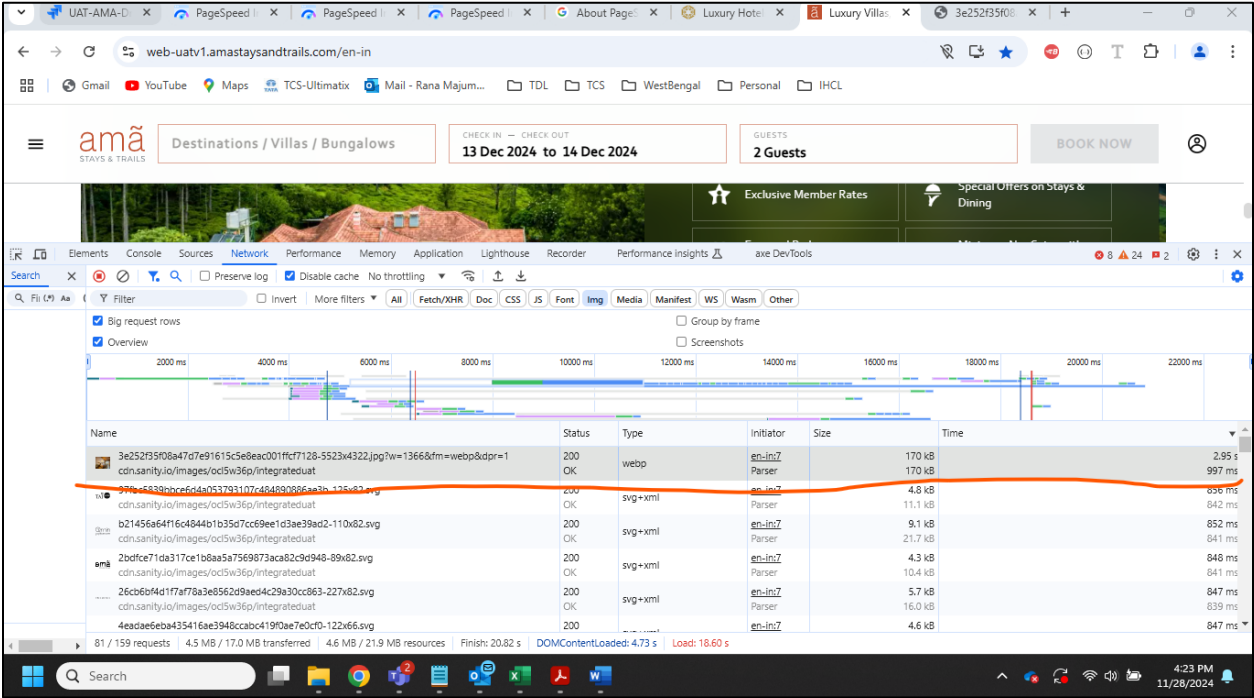 UAT-AMA-D
PageSpeed I
PageSpeed I
PageSpeed I
About PageS
Luxury Hotel
Luxury Villas
3e252f35f08
web-uatv1.amastaysandtrails.com/en-in
Gmail YouTube Maps TCS-Ultimatix Mail - Rana Majum... TDL TCS WestBengal Personal IHCL
amã
STAYS & TRAILS
Destinations / Villas / Bungalows
CHECK IN — CHECK OUT
13 Dec 2024 to 14 Dec 2024
GUESTS
2 Guests
BOOK NOW
Exclusive Member Rates
Special Offers on Stays &
Dining
Elements Console Sources Network Performance Memory Application Lighthouse Recorder Performance insights axe DevTools 8 24 2
Search Preserve log Disable cache No throttling
(.*) Aa Filter Invert More filters All Fetch/XHR Doc CSS JS Font Img Media Manifest WS Wasm Other
Big request rows Group by frame
Overview Screenshots
2000 ms 4000 ms 6000 ms 8000 ms 10000 ms 12000 ms 14000 ms 16000 ms 18000 ms 20000 ms 22000 ms
Name Status Type Initiator Size Time
3e252f35f08a47d7e91615c5e8eac001ffcf7128-5523x4322.jpg?w=1366&fm=webp&dpr=1 200 webp en-in:7 170 kB 2.95 s
cdn.sanity.io/images/ocl5w36p/integrateduat OK Parser 170 kB 997 ms
97fbc5839bbce6d4a053793107c484890886ae3b-125x82.svg 200 svg+xml en-in:7 4.8 kB 856 ms
cdn.sanity.io/images/ocl5w36p/integrateduat OK Parser 11.1 kB 842 ms
b21456a64f16c4844b1b35d7cc69ee1d3ae39ad2-110x82.svg 200 svg+xml en-in:7 9.1 kB 852 ms
cdn.sanity.io/images/ocl5w36p/integrateduat OK Parser 21.7 kB 841 ms
amã 2bdfce71da317ce1b8aa5a7569873aca82c9d948-89x82.svg 200 svg+xml en-in:7 4.3 kB 848 ms
cdn.sanity.io/images/ocl5w36p/integrateduat OK Parser 10.4 kB 841 ms
26cb6bf4d1f7af78a3e8562d9aed4c29a30cc863-227x82.svg 200 svg+xml en-in:7 5.7 kB 847 ms
cdn.sanity.io/images/ocl5w36p/integrateduat OK Parser 16.0 kB 839 ms
4eadae6eba435416ae3948ccabc419f0ae7e0cf0-122x66.svg 200 en-in:7 4.6 kB 847 ms
81 / 159 requests 4.5 MB / 17.0 MB transferred 4.6 MB / 21.9 MB resources Finish: 20.82 s DOMContentLoaded: 4.73 s Load: 18.60 s
Search 2 4:23 PM
11/28/2024